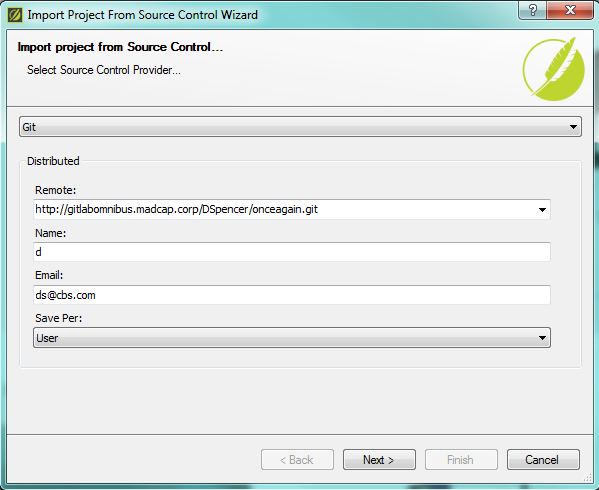 Import Project From Source Control Wizard
Import project from Source Control...
Select Source Control Provider...
Git
Distributed
Remote:
http://gitlabomnibus.madcap.corp/DSpencer/onceagain.git
Name:
d
Email:
ds@cbs.com
Save Per:
User
< Back Next > Finish Cancel